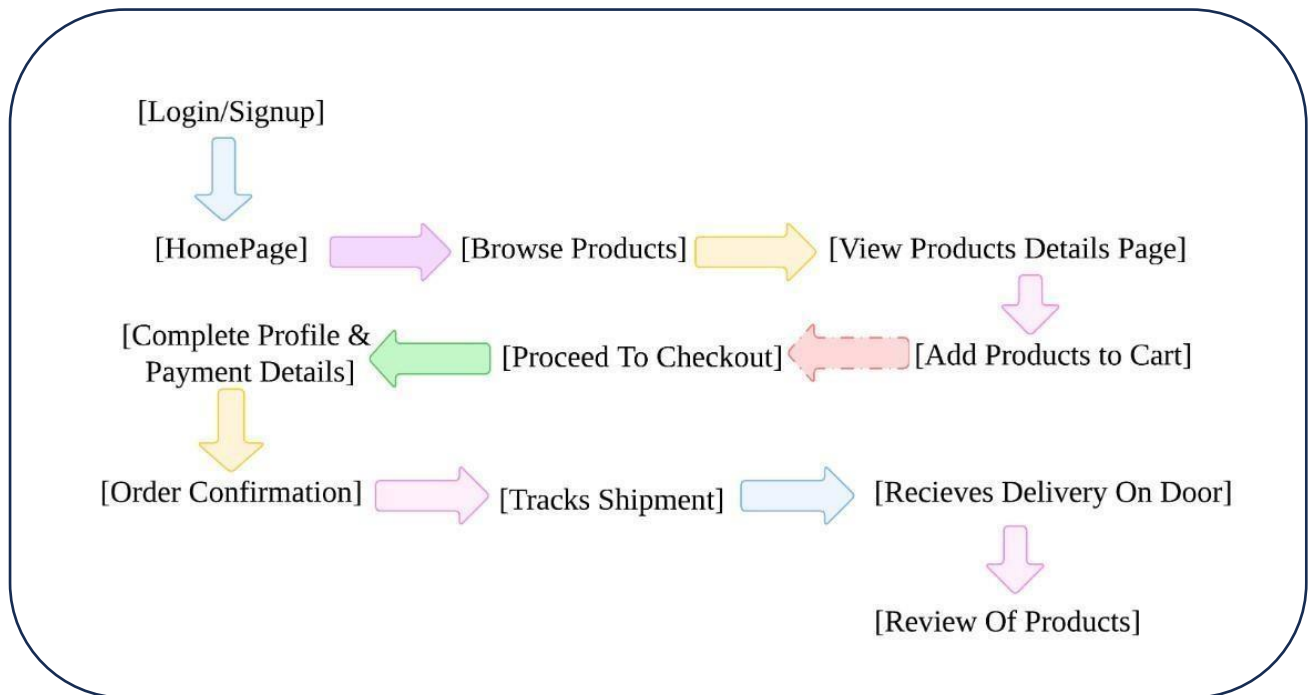 [Login/Signup]
[HomePage]
[Browse Products]
[View Products Details Page]
[Add Products to Cart]
[Proceed To Checkout]
[Complete Profile &
Payment Details]
[Order Confirmation]
[Tracks Shipment]
[Recieves Delivery On Door]
[Review Of Products]